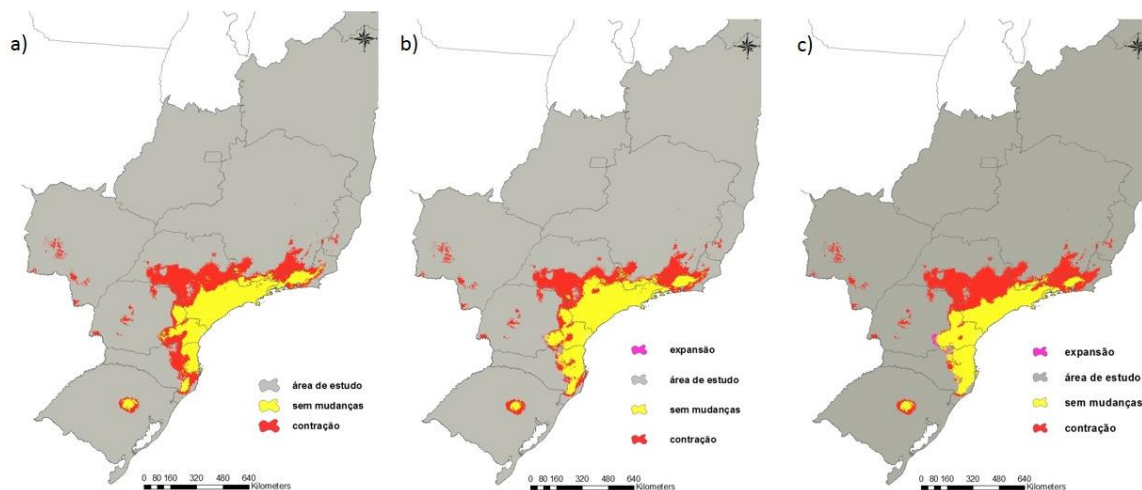 a)
área de estudo
sem mudanças
contração
0 80 160 320 480 640
Kilometers
b)
expansão
área de estudo
sem mudanças
contração
0 80 160 320 480 640
Kilometers
c)
expansão
área de estudo
sem mudanças
contração
0 80 160 320 480 640
Kilometers